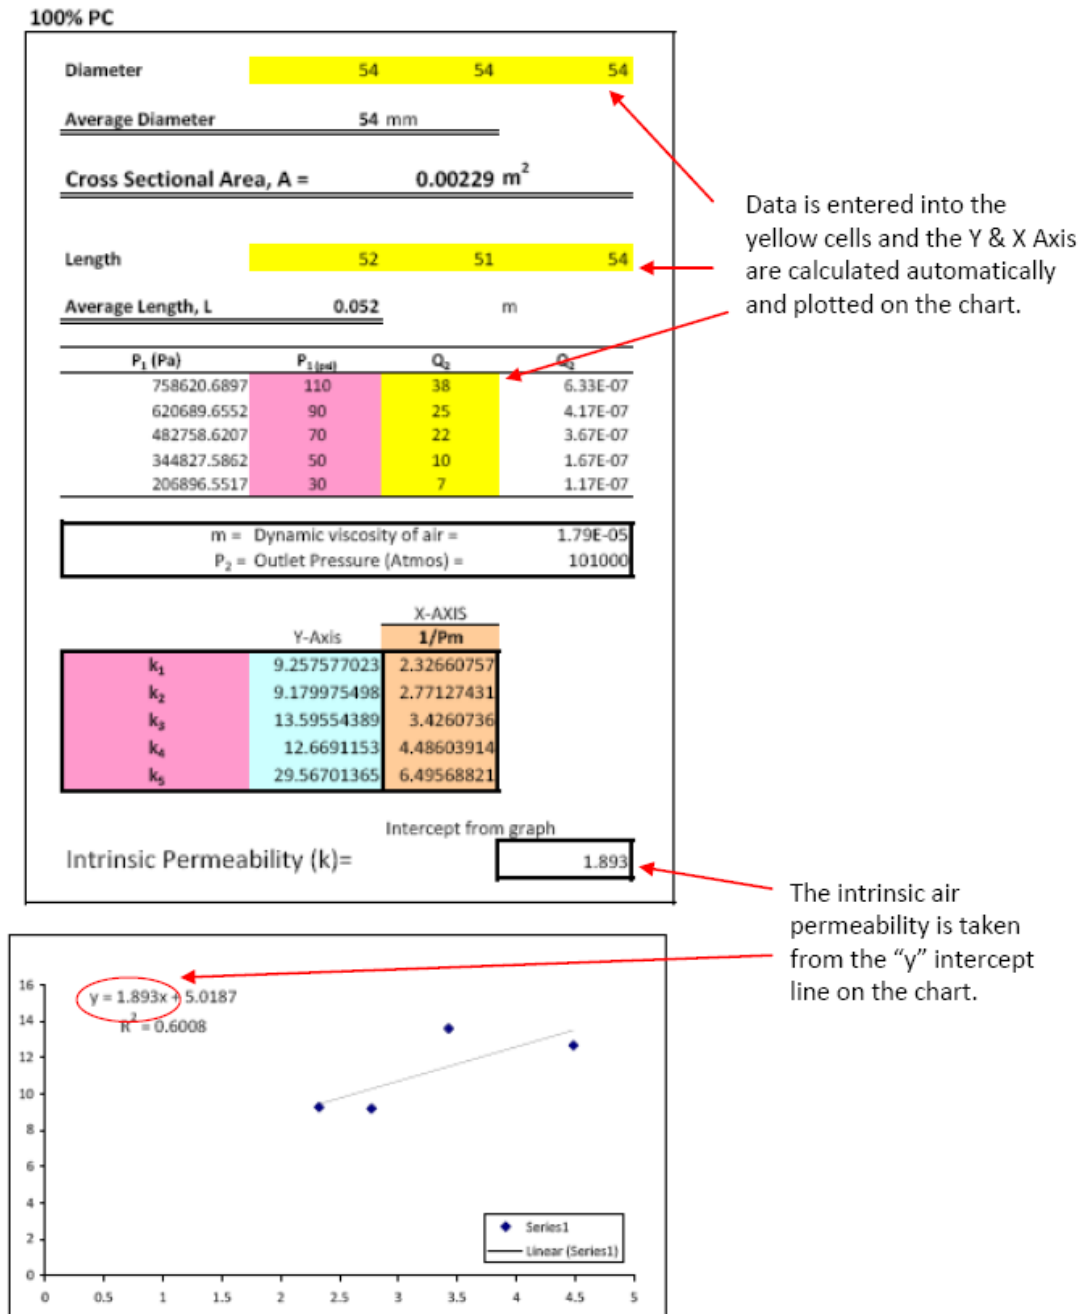 100% PC
Diameter 54 54 54
Average Diameter 54 mm
Cross Sectional Area, A = 0.00229 m²
Length 52 51 54
Average Length, L 0.052 m
P₁ (Pa) P₁ (psi) Q₂ Q₂
758620.6897 110 38 6.33E-07
620689.6552 90 25 4.17E-07
482758.6207 70 22 3.67E-07
344827.5862 50 10 1.67E-07
206896.5517 30 7 1.17E-07
m = Dynamic viscosity of air = 1.79E-05
P₂ = Outlet Pressure (Atmos) = 101000
X-AXIS
Y-Axis 1/Pm
k₁ 9.257577023 2.32660757
k₂ 9.179975498 2.77127431
k₃ 13.59554389 3.4260736
k₄ 12.6691153 4.48603914
k₅ 29.56701365 6.49568821
Intercept from graph
Intrinsic Permeability (k)= 1.893
Data is entered into the
yellow cells and the Y & X Axis
are calculated automatically
and plotted on the chart.
The intrinsic air
permeability is taken
from the “y” intercept
line on the chart.
y = 1.893x + 5.0187
R² = 0.6008
16
14
12
10
8
6
4
2
0
0 0.5 1 1.5 2 2.5 3 3.5 4 4.5 5
Series1
Linear (Series1)